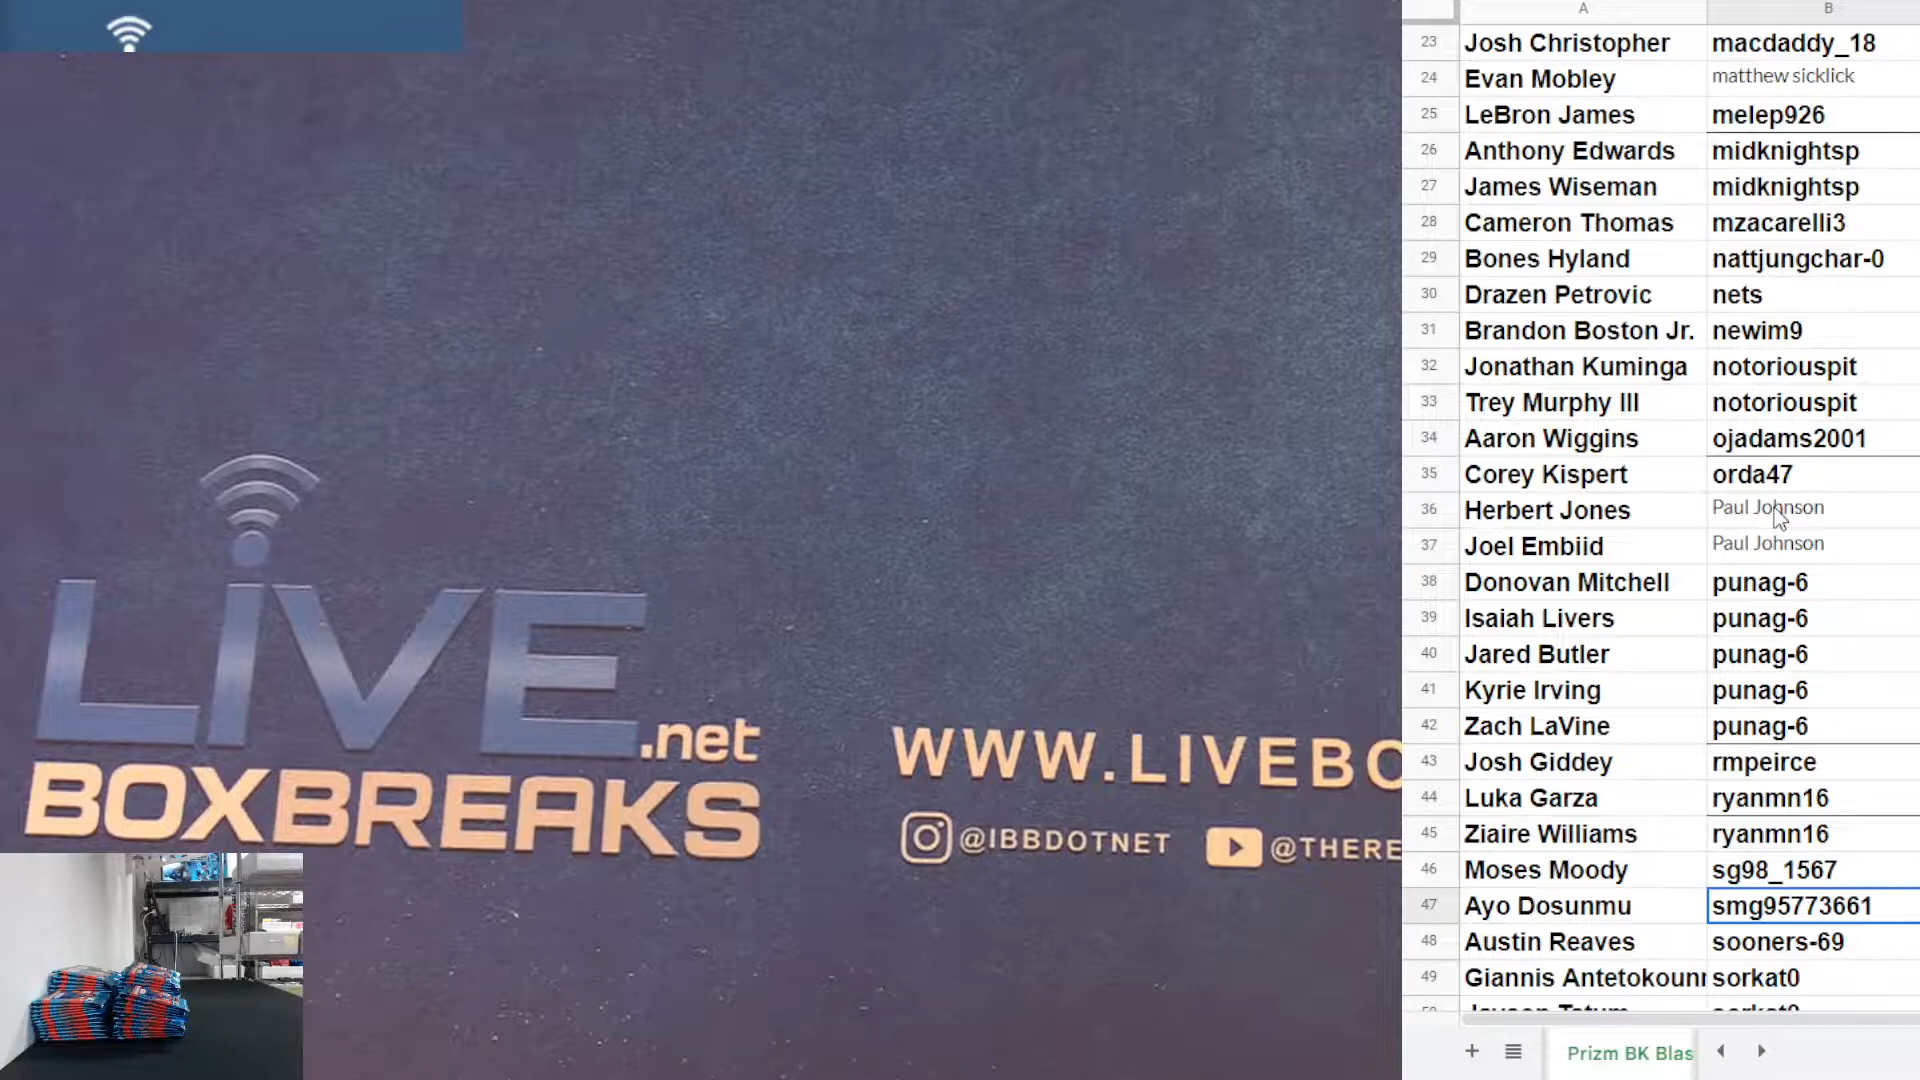 LiVE
.net
BOXBREAKS
WWW.LIVEBO
@IBBDOTNET
@THERE
A B
23 Josh Christopher macdaddy_18
24 Evan Mobley matthew sicklick
25 LeBron James melep926
26 Anthony Edwards midknightsp
27 James Wiseman midknightsp
28 Cameron Thomas mzacarelli3
29 Bones Hyland nattjungchar-0
30 Drazen Petrovic nets
31 Brandon Boston Jr. newim9
32 Jonathan Kuminga notoriouspit
33 Trey Murphy III notoriouspit
34 Aaron Wiggins ojadams2001
35 Corey Kispert orda47
36 Herbert Jones Paul Johnson
37 Joel Embiid Paul Johnson
38 Donovan Mitchell punag-6
39 Isaiah Livers punag-6
40 Jared Butler punag-6
41 Kyrie Irving punag-6
42 Zach LaVine punag-6
43 Josh Giddey rmpeirce
44 Luka Garza ryanmn16
45 Ziaire Williams ryanmn16
46 Moses Moody sg98_1567
47 Ayo Dosunmu smg95773661
48 Austin Reaves sooners-69
49 Giannis Antetokounn sorkat0
Prizm BK Blas